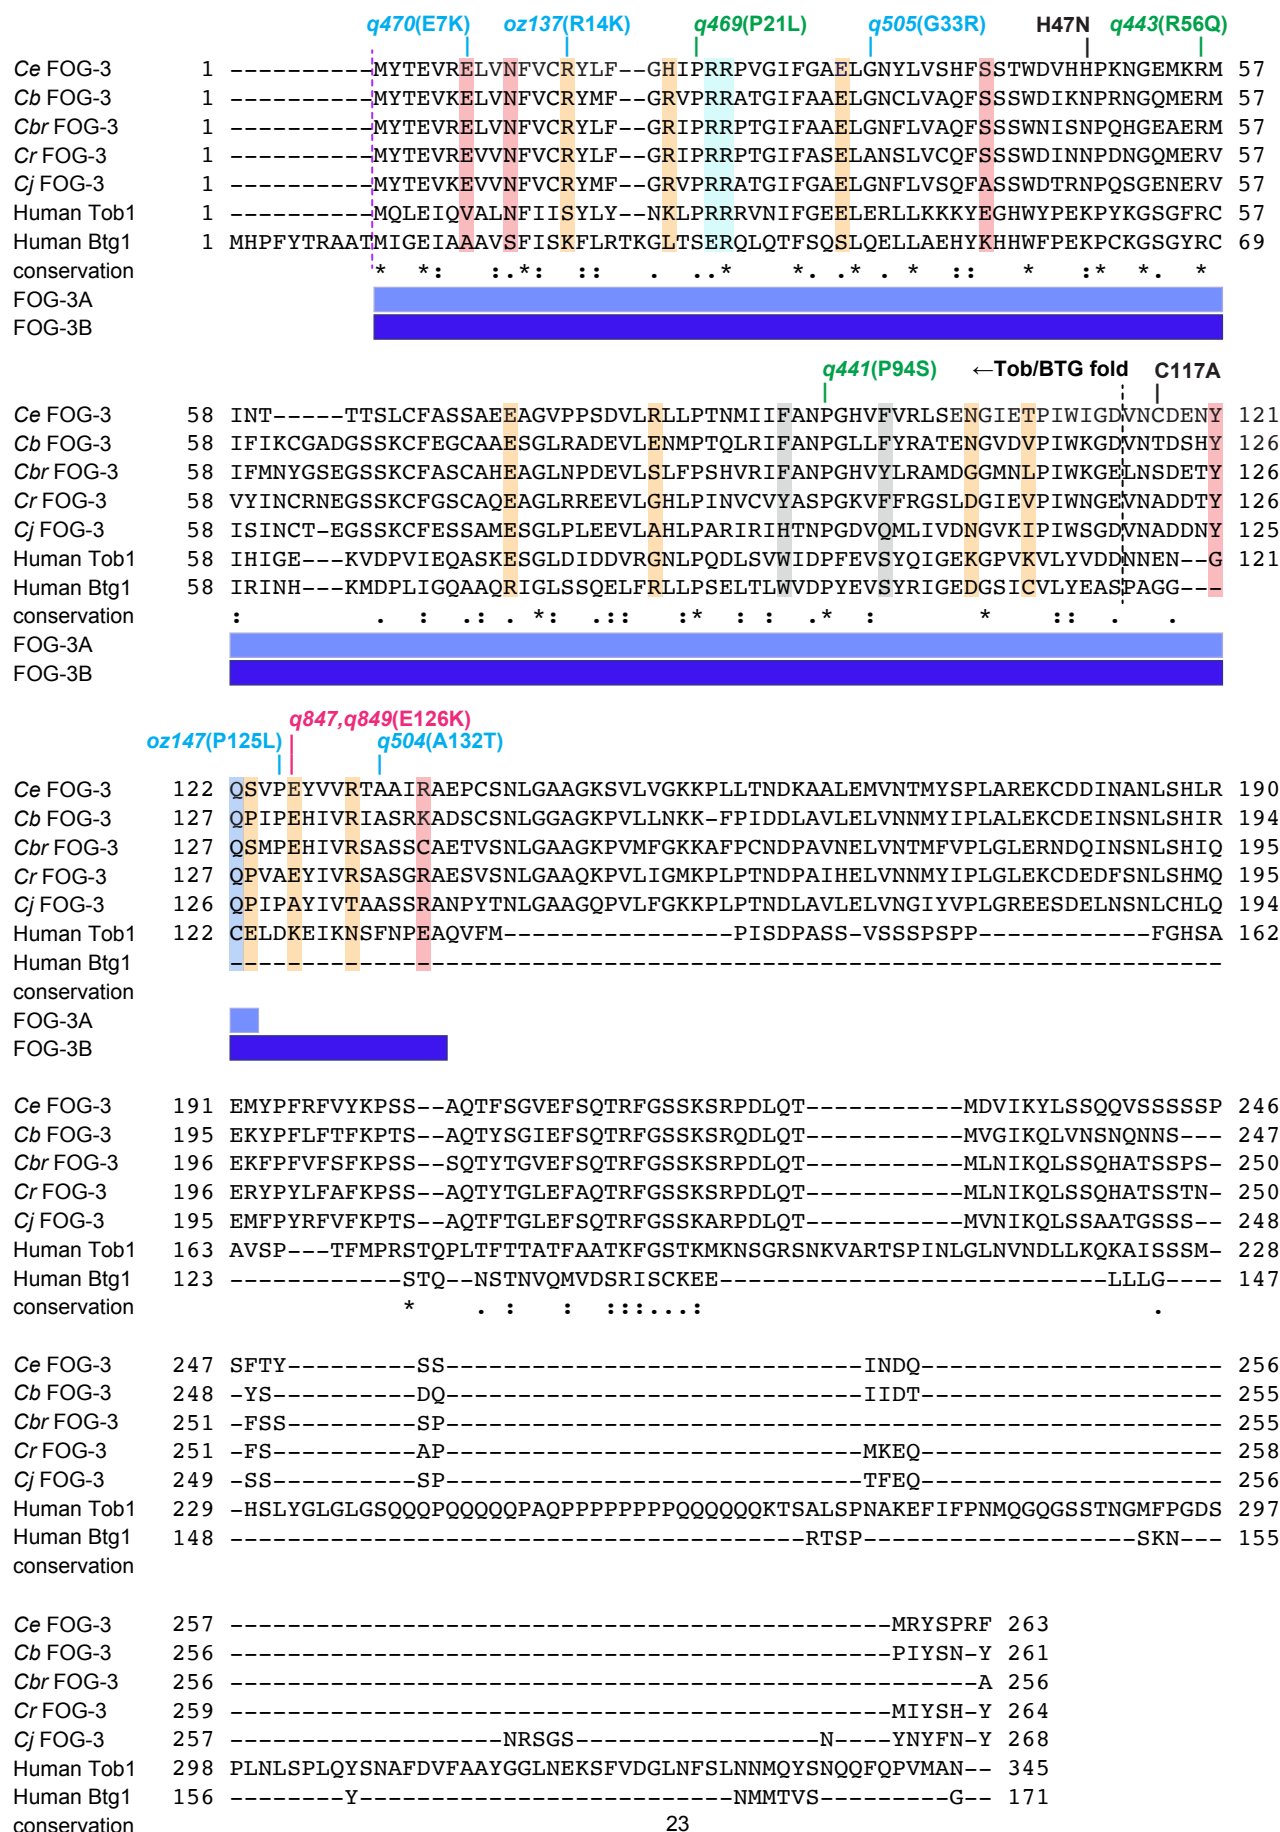 q470(E7K) oz137(R14K) q469(P21L) q505(G33R) H47N q443(R56Q)
Ce FOG-3 1 ----------MYTEVRELVNFVCRYLF--GHIPRRPVGIFGAELGNYLVSHFSSTWDVHHPKNGEMKRM 57
Cb FOG-3 1 ----------MYTEVKELVNFVCRYMF--GRVPRRATGIFAAELGNCLVAQFSSSWDIKNPRNGQMERM 57
Cbr FOG-3 1 ----------MYTEVRELVNFVCRYLF--GRIPRRPTGIFAAELGNFLVAQFSSSWNISNPQHGEAERM 57
Cr FOG-3 1 ----------MYTEVREVVNFVCRYLF--GRIPRRPTGIFASELANSLVCQFSSSWDINNPDNGQMERV 57
Cj FOG-3 1 ----------MYTEVKEVVNFVCRYMF--GRVPRRATGIFGAELGNFLVSQFSASWDTRNPQSGENERV 57
Human Tob1 1 ----------MQLEIQVALNFIISYLY--NKLPRRRVNIFGEELERLLKKKYEGHWYPEKPYKGSGFRC 57
Human Btg1 1 MHPFYTRAATMIGEIAAAVSFISKFLRTKGLTSERQLQTFSQSLQELLAEHYKHHWFPEKPCKGSGYRC 69
conservation * *: :.*: :: . ..* *. .* . * :: * :* *. *
FOG-3A
FOG-3B
q441(P94S) ←Tob/BTG fold C117A
Ce FOG-3 58 INT-----TTSLCFASSAEEAGVPPSDVLRLLPTNMIIFANPGHVFVRLSENGIETPIWIGDVNCDENY 121
Cb FOG-3 58 IFIKCGADGSSKCFEGCAAESGLRADEVLENMPTQLRIFANPGLLFYRATENGVDVPIWKGDVNTDSHY 126
Cbr FOG-3 58 IFMNYGSEGSSKCFASCAHEAGLNPDEVLSLFPSHVRIFANPGHVYLRAMDGGMNLPIWKGELNSDETY 126
Cr FOG-3 58 VYINCRNEGSSKCFGSCAQEAGLRREEVLGHLPINVCVYASPGKVFFRGSLDGIEVPIWNGEVNADDTY 126
Cj FOG-3 58 ISINCT-EGSSKCFESSAMESGLPLEEVLAHLPARIRIHTNPGDVQMLIVDNGVKIPIWSGDVNADDNY 125
Human Tob1 58 IHIGE---KVDPVIEQASKESGLDIDDVRGNLPQDLSVWIDPFEVSYQIGEKGPVKVLYVDDNNEN--G 121
Human Btg1 58 IRINH---KMDPLIGQAAQRIGLSSQELFRLLPSELTLWVDPYEVSYRIGEDGSICVLYEASPAGG---
conservation : . : .: . *: .:: :* : : .* : * :: . .
FOG-3A
FOG-3B
q847,q849(E126K)
oz147(P125L) q504(A132T)
Ce FOG-3 122 QSVPEYVVRTAAIRAEPCSNLGAAGKSVLVGKKPLLTNDKAALEMVNTMYSPLAREKCDDINANLSHLR 190
Cb FOG-3 127 QPIPEHIVRIASRKADSCSNLGGAGKPVLLNKK-FPIDDLAVLEVVNNMYIPLALEKCDEINSNLSHIR 194
Cbr FOG-3 127 QSMPEHIVRSASSCAETVSNLGAAGKPVMFGKKAFPCNDPAVNELVNTMFVPLGLERNDQINSNLSHIQ 195
Cr FOG-3 127 QPVAEYIVRSASGRAESVSNLGAAQKPVLIGMKPLPTNDPAIHELVNNMYIPLGLEKCDEDFSNLSHMQ 195
Cj FOG-3 126 QPIPAYIVTAASSRANPYTNLGAAGQPVLFGKKPLPTNDLAVLELVNGIYVPLGREESDELNSNLCHLQ 194
Human Tob1 122 CELDKEIKNSFNPEAQVFM----------------PISDPASS-VSSSPSPP----------FGHSA 162
Human Btg1 ---------------------------------------------------------------------
conservation
FOG-3A
FOG-3B
Ce FOG-3 191 EMYPFRFVYKPSS--AQTFSGVEFSQTRFGSSKSRPDLQT-----------MDVIKYLSSQQVSSSSSP 246
Cb FOG-3 195 EKYPFLFTFKPTS--AQTYSGIEFSQTRFGSSKSRQDLQT-----------MVGIKQLVNSNQNNS--- 247
Cbr FOG-3 196 EKFPFVFSFKPSS--SQTYTGVEFSQTRFGSSKSRPDLQT-----------MLNIKQLSSQHATSSPS- 250
Cr FOG-3 196 ERYPYLFAFKPSS--AQTYTGLEFAQTRFGSSKSRPDLQT-----------MLNIKQLSSQHATSSTN- 250
Cj FOG-3 195 EMFPYRFVFKPTS--AQTFTGLEFSQTRFGSSKARPDLQT-----------MVNIKQLSSAATGSSS-- 248
Human Tob1 163 AVSP---TFMPRSTQPLTFTTATFAATKFGSTKMKNSGRSNKVARTSPINLGLNVNDLLKQKAISSSM- 228
Human Btg1 123 ------------STQ--NSTNVQMVDSRISCKEE---------------------------LLLG---- 147
conservation * . : : :::...: .
Ce FOG-3 247 SFTY---------SS-----------------------------INDQ--------------------- 256
Cb FOG-3 248 -YS----------DQ-----------------------------IIDT--------------------- 255
Cbr FOG-3 251 -FSS---------SP------------------------------------------------------ 255
Cr FOG-3 251 -FS----------AP-----------------------------MKEQ--------------------- 258
Cj FOG-3 249 -SS----------SP-----------------------------TFEQ--------------------- 256
Human Tob1 229 -HSLYGLGLGSQQQPQQQQQPAQPPPPPPPPQQQQQQKTSALSPNAKEFIFPNMQGQGSSTNGMFPGDS 297
Human Btg1 148 ----------------------------------------RTSP-------------------SKN--- 155
conservation
Ce FOG-3 257 ----------------------------------------------MRYSPRF 263
Cb FOG-3 256 ----------------------------------------------PIYSN-Y 261
Cbr FOG-3 256 ----------------------------------------------------A 256
Cr FOG-3 259 ----------------------------------------------MIYSH-Y 264
Cj FOG-3 257 -------------------NRSGS-----------------N----YNYFN-Y 268
Human Tob1 298 PLNLSPLQYSNAFDVFAAYGGLNEKSFVDGLNFSLNNMQYSNQQFQPVMAN-- 345
Human Btg1 156 --------Y--------------------------NMMTVS---------G-- 171
conservation
23